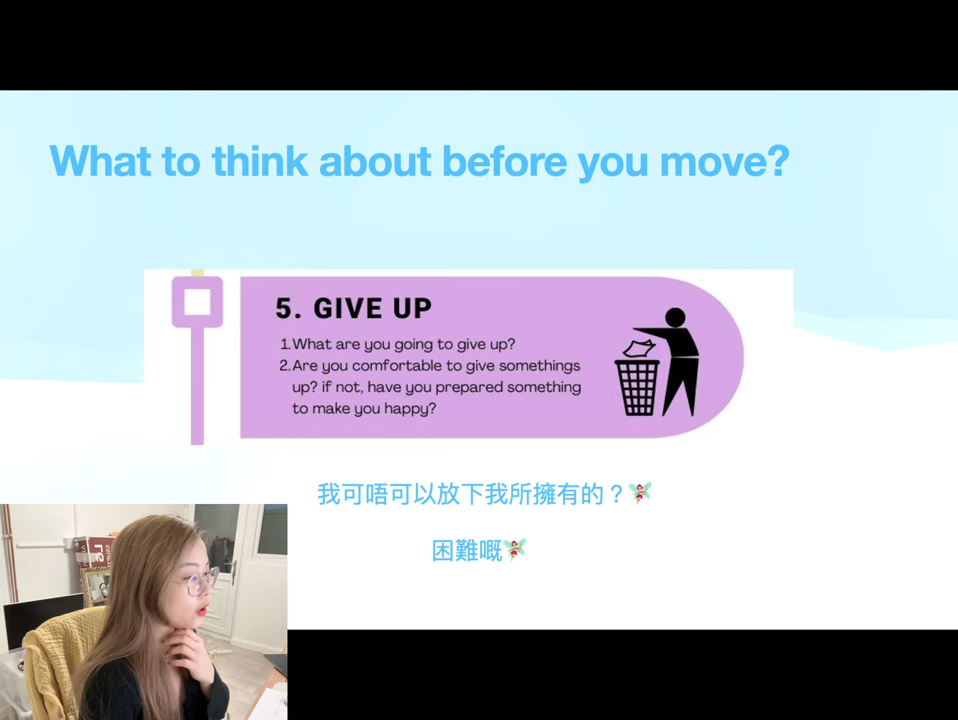 What to think about before you move?
5. GIVE UP
1.What are you going to give up?
2.Are you comfortable to give somethings
up? if not, have you prepared something
to make you happy?
我可唔可以放下我所擁有的？🧚
困難嘅🧚